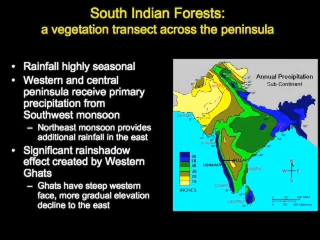 South Indian Forests:
a vegetation transect across the peninsula
• Rainfall highly seasonal
• Western and central
peninsula receive primary
precipitation from
Southwest monsoon
– Northeast monsoon provides
additional rainfall in the east
• Significant rainshadow
effect created by Western
Ghats
– Ghats have steep western
face, more gradual elevation
decline to the east
Annual Precipitation
Sub-Continent
INCHES